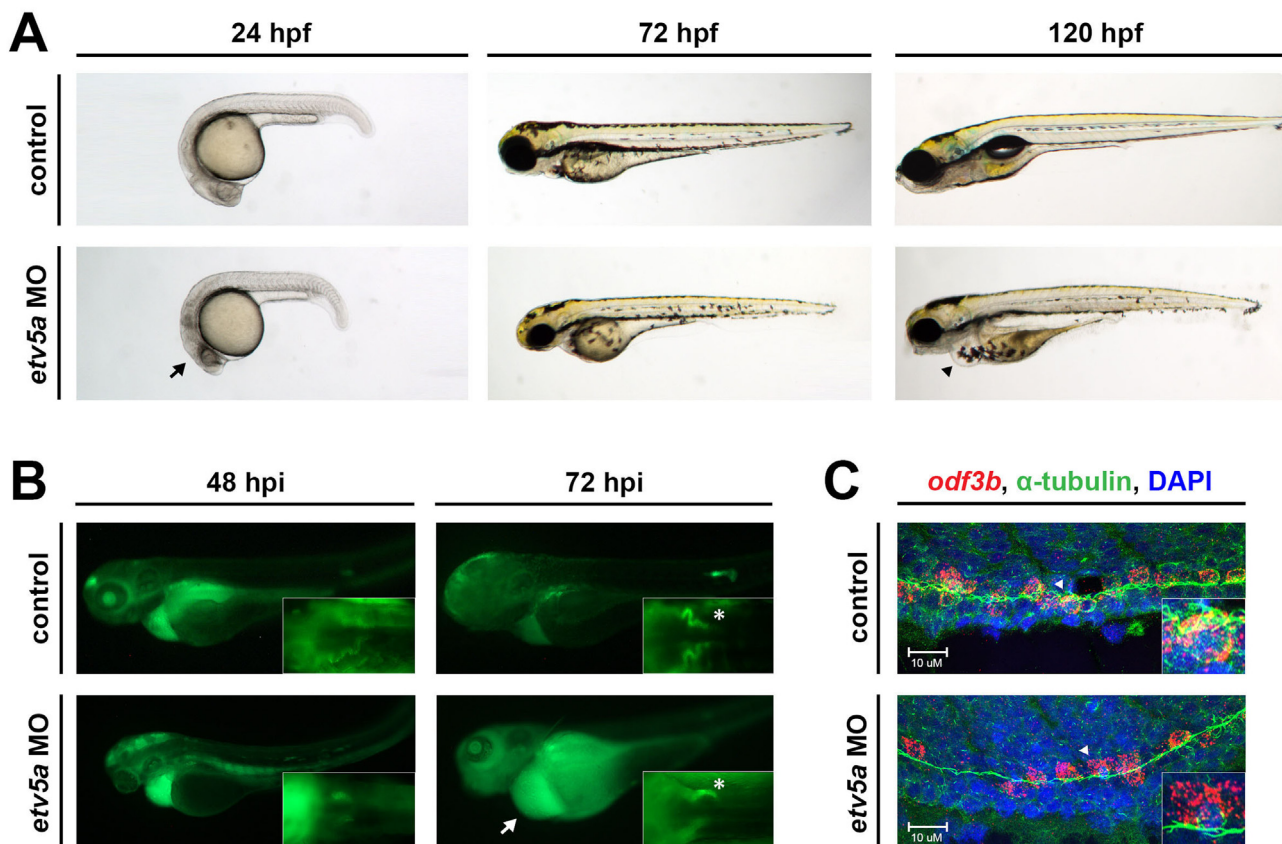 A
24 hpf
72 hpf
120 hpf
control
etv5a MO
B
48 hpi
72 hpi
control
*
etv5a MO
*
C
odf3b, α-tubulin, DAPI
control
10 uM
etv5a MO
10 uM